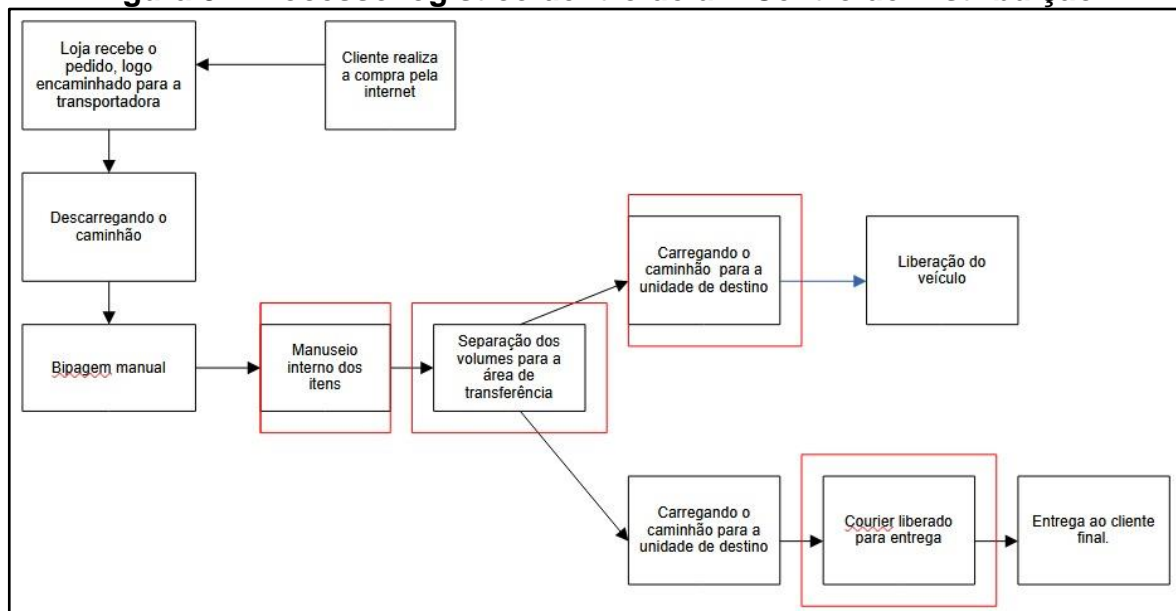 Loja recebe o
pedido, logo
encaminhado para a
transportadora
Cliente realiza
a compra pela
internet
Descarregando o
caminhão
Bipagem manual
Manuseio
interno dos
itens
Separação dos
volumes para a
área de
transferência
Carregando o
caminhão para a
unidade de destino
Liberação do
veículo
Carregando o
caminhão para a
unidade de destino
Courier liberado
para entrega
Entrega ao cliente
final.